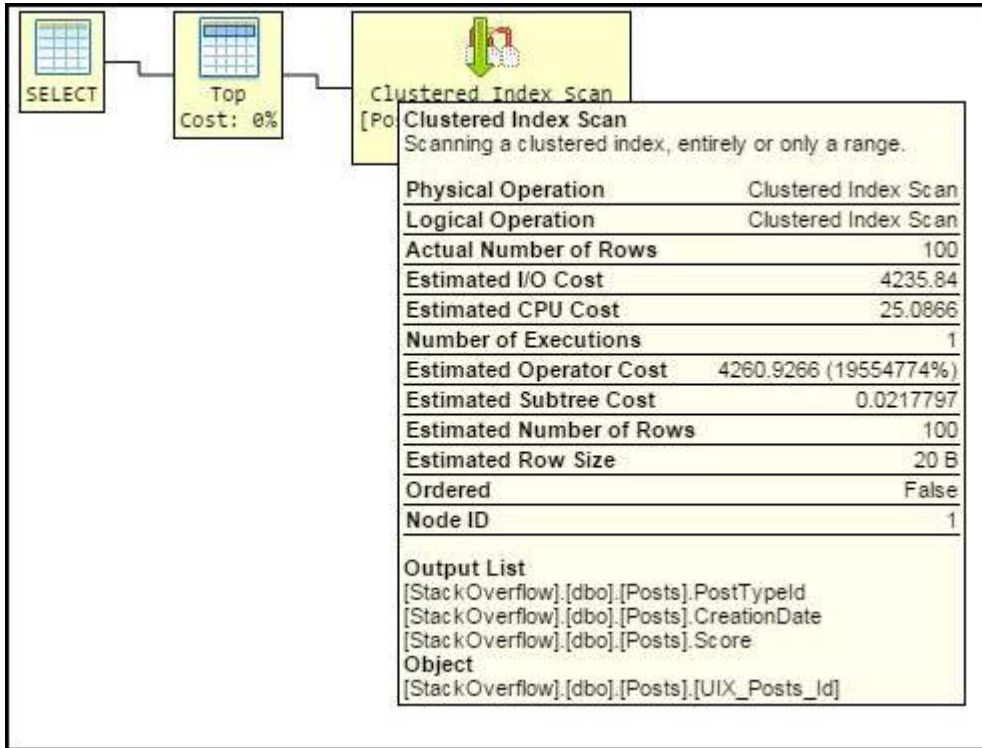 SELECT
Top
Cost: 0%
Clustered Index Scan
[Pos
Clustered Index Scan
Scanning a clustered index, entirely or only a range.
Physical Operation Clustered Index Scan
Logical Operation Clustered Index Scan
Actual Number of Rows 100
Estimated I/O Cost 4235.84
Estimated CPU Cost 25.0866
Number of Executions 1
Estimated Operator Cost 4260.9266 (19554774%)
Estimated Subtree Cost 0.0217797
Estimated Number of Rows 100
Estimated Row Size 20 B
Ordered False
Node ID 1
Output List
[StackOverflow].[dbo].[Posts].PostTypeId
[StackOverflow].[dbo].[Posts].CreationDate
[StackOverflow].[dbo].[Posts].Score
Object
[StackOverflow].[dbo].[Posts].[UIX_Posts_Id]